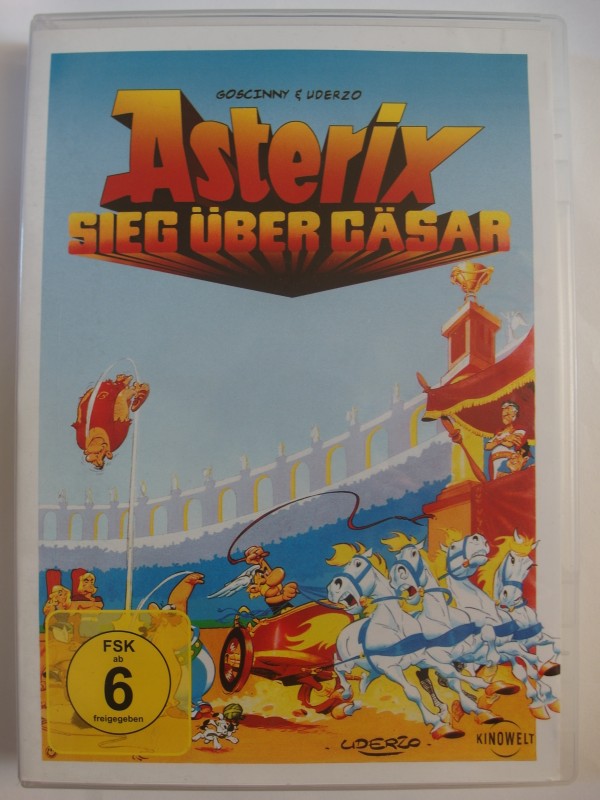 GOSCINNY & UDERZO
Asterix
SIEG ÜBER CÄSAR
FSK
ab
6
freigegeben
UDERZO
KINOWELT